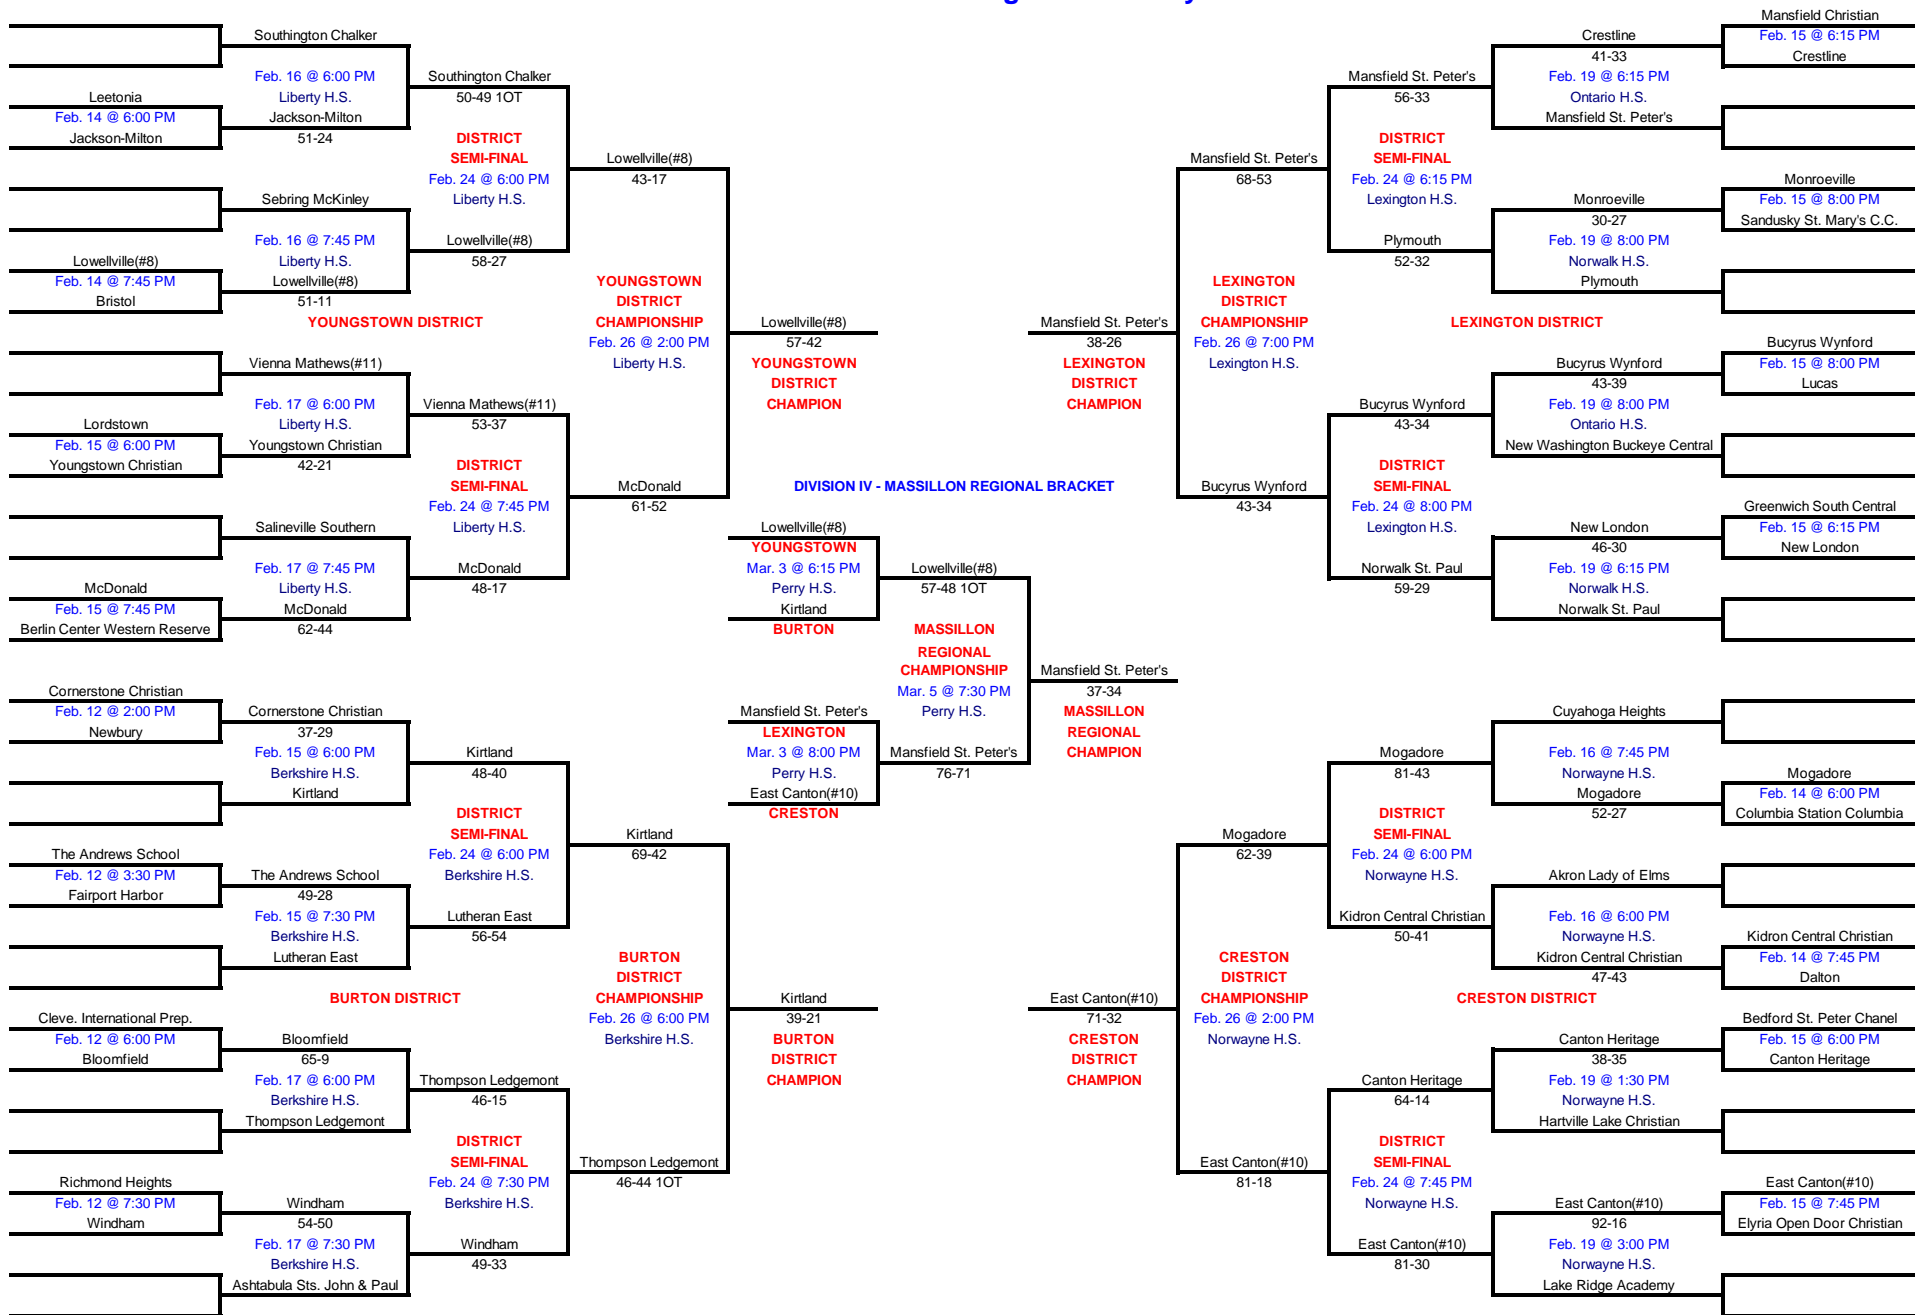 Southington Chalker
Feb. 16 @ 6:00 PM
Liberty H.S.
Leetonia
Feb. 14 @ 6:00 PM
Jackson-Milton
Jackson-Milton
51-24
Southington Chalker
50-49 1OT
DISTRICT
SEMI-FINAL
Feb. 24 @ 6:00 PM
Liberty H.S.
Sebring McKinley
Feb. 16 @ 7:45 PM
Liberty H.S.
Lowellville(#8)
Feb. 14 @ 7:45 PM
Bristol
Lowellville(#8)
51-11
Lowellville(#8)
58-27
Lowellville(#8)
43-17
YOUNGSTOWN DISTRICT
YOUNGSTOWN
DISTRICT
CHAMPIONSHIP
Feb. 26 @ 2:00 PM
Liberty H.S.
Lowellville(#8)
57-42
YOUNGSTOWN
DISTRICT
CHAMPION
Vienna Mathews(#11)
Feb. 17 @ 6:00 PM
Liberty H.S.
Lordstown
Feb. 15 @ 6:00 PM
Youngstown Christian
Youngstown Christian
42-21
Vienna Mathews(#11)
53-37
DISTRICT
SEMI-FINAL
Feb. 24 @ 7:45 PM
Liberty H.S.
McDonald
61-52
Salineville Southern
Feb. 17 @ 7:45 PM
Liberty H.S.
McDonald
Feb. 15 @ 7:45 PM
Berlin Center Western Reserve
McDonald
62-44
McDonald
48-17
Cornerstone Christian
Feb. 12 @ 2:00 PM
Newbury
Cornerstone Christian
37-29
Feb. 15 @ 6:00 PM
Berkshire H.S.
Kirtland
Kirtland
48-40
DISTRICT
SEMI-FINAL
Feb. 24 @ 6:00 PM
Berkshire H.S.
Kirtland
69-42
The Andrews School
Feb. 12 @ 3:30 PM
Fairport Harbor
The Andrews School
49-28
Feb. 15 @ 7:30 PM
Berkshire H.S.
Lutheran East
Lutheran East
56-54
BURTON DISTRICT
BURTON
DISTRICT
CHAMPIONSHIP
Feb. 26 @ 6:00 PM
Berkshire H.S.
Kirtland
39-21
BURTON
DISTRICT
CHAMPION
Cleve. International Prep.
Feb. 12 @ 6:00 PM
Bloomfield
Bloomfield
65-9
Feb. 17 @ 6:00 PM
Berkshire H.S.
Thompson Ledgemont
Thompson Ledgemont
46-15
DISTRICT
SEMI-FINAL
Feb. 24 @ 7:30 PM
Berkshire H.S.
Thompson Ledgemont
46-44 1OT
Richmond Heights
Feb. 12 @ 7:30 PM
Windham
Windham
54-50
Feb. 17 @ 7:30 PM
Berkshire H.S.
Ashtabula Sts. John & Paul
Windham
49-33
DIVISION IV - MASSILLON REGIONAL BRACKET
Lowellville(#8)
YOUNGSTOWN
Mar. 3 @ 6:15 PM
Perry H.S.
Kirtland
BURTON
Lowellville(#8)
57-48 1OT
MASSILLON
REGIONAL
CHAMPIONSHIP
Mar. 5 @ 7:30 PM
Perry H.S.
Mansfield St. Peter's
LEXINGTON
Mar. 3 @ 8:00 PM
Perry H.S.
East Canton(#10)
CRESTON
Mansfield St. Peter's
76-71
Mansfield St. Peter's
37-34
MASSILLON
REGIONAL
CHAMPION
Mansfield Christian
Feb. 15 @ 6:15 PM
Crestline
Crestline
41-33
Feb. 19 @ 6:15 PM
Ontario H.S.
Mansfield St. Peter's
Mansfield St. Peter's
56-33
DISTRICT
SEMI-FINAL
Feb. 24 @ 6:15 PM
Lexington H.S.
Mansfield St. Peter's
68-53
Monroeville
Feb. 15 @ 8:00 PM
Sandusky St. Mary's C.C.
Monroeville
30-27
Feb. 19 @ 8:00 PM
Norwalk H.S.
Plymouth
Plymouth
52-32
LEXINGTON
DISTRICT
CHAMPIONSHIP
Feb. 26 @ 7:00 PM
Lexington H.S.
LEXINGTON DISTRICT
Mansfield St. Peter's
38-26
LEXINGTON
DISTRICT
CHAMPION
Bucyrus Wynford
Feb. 15 @ 8:00 PM
Lucas
Bucyrus Wynford
43-39
Feb. 19 @ 8:00 PM
Ontario H.S.
New Washington Buckeye Central
Bucyrus Wynford
43-34
DISTRICT
SEMI-FINAL
Feb. 24 @ 8:00 PM
Lexington H.S.
Bucyrus Wynford
43-34
Greenwich South Central
Feb. 15 @ 6:15 PM
New London
New London
46-30
Feb. 19 @ 6:15 PM
Norwalk H.S.
Norwalk St. Paul
Norwalk St. Paul
59-29
Cuyahoga Heights
Feb. 16 @ 7:45 PM
Norwayne H.S.
Mogadore
Feb. 14 @ 6:00 PM
Columbia Station Columbia
Mogadore
52-27
Mogadore
81-43
DISTRICT
SEMI-FINAL
Feb. 24 @ 6:00 PM
Norwayne H.S.
Mogadore
62-39
Akron Lady of Elms
Feb. 16 @ 6:00 PM
Norwayne H.S.
Kidron Central Christian
Feb. 14 @ 7:45 PM
Dalton
Kidron Central Christian
47-43
Kidron Central Christian
50-41
CRESTON
DISTRICT
CHAMPIONSHIP
Feb. 26 @ 2:00 PM
Norwayne H.S.
CRESTON DISTRICT
East Canton(#10)
71-32
CRESTON
DISTRICT
CHAMPION
Bedford St. Peter Chanel
Feb. 15 @ 6:00 PM
Canton Heritage
Canton Heritage
38-35
Feb. 19 @ 1:30 PM
Norwayne H.S.
Hartville Lake Christian
Canton Heritage
64-14
DISTRICT
SEMI-FINAL
Feb. 24 @ 7:45 PM
Norwayne H.S.
East Canton(#10)
81-18
East Canton(#10)
Feb. 15 @ 7:45 PM
Elyria Open Door Christian
East Canton(#10)
92-16
Feb. 19 @ 3:00 PM
Norwayne H.S.
Lake Ridge Academy
East Canton(#10)
81-30